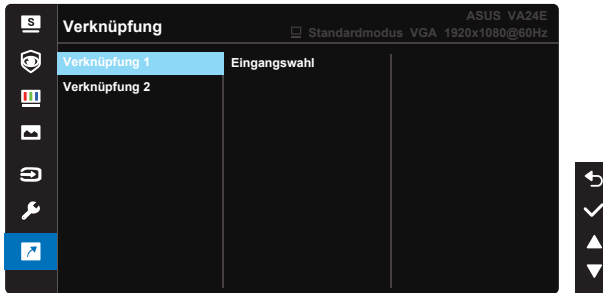 S
Verknüpfung
ASUS VA24E
Standardmodus VGA 1920x1080@60Hz
Verknüpfung 1
Eingangswahl
Verknüpfung 2